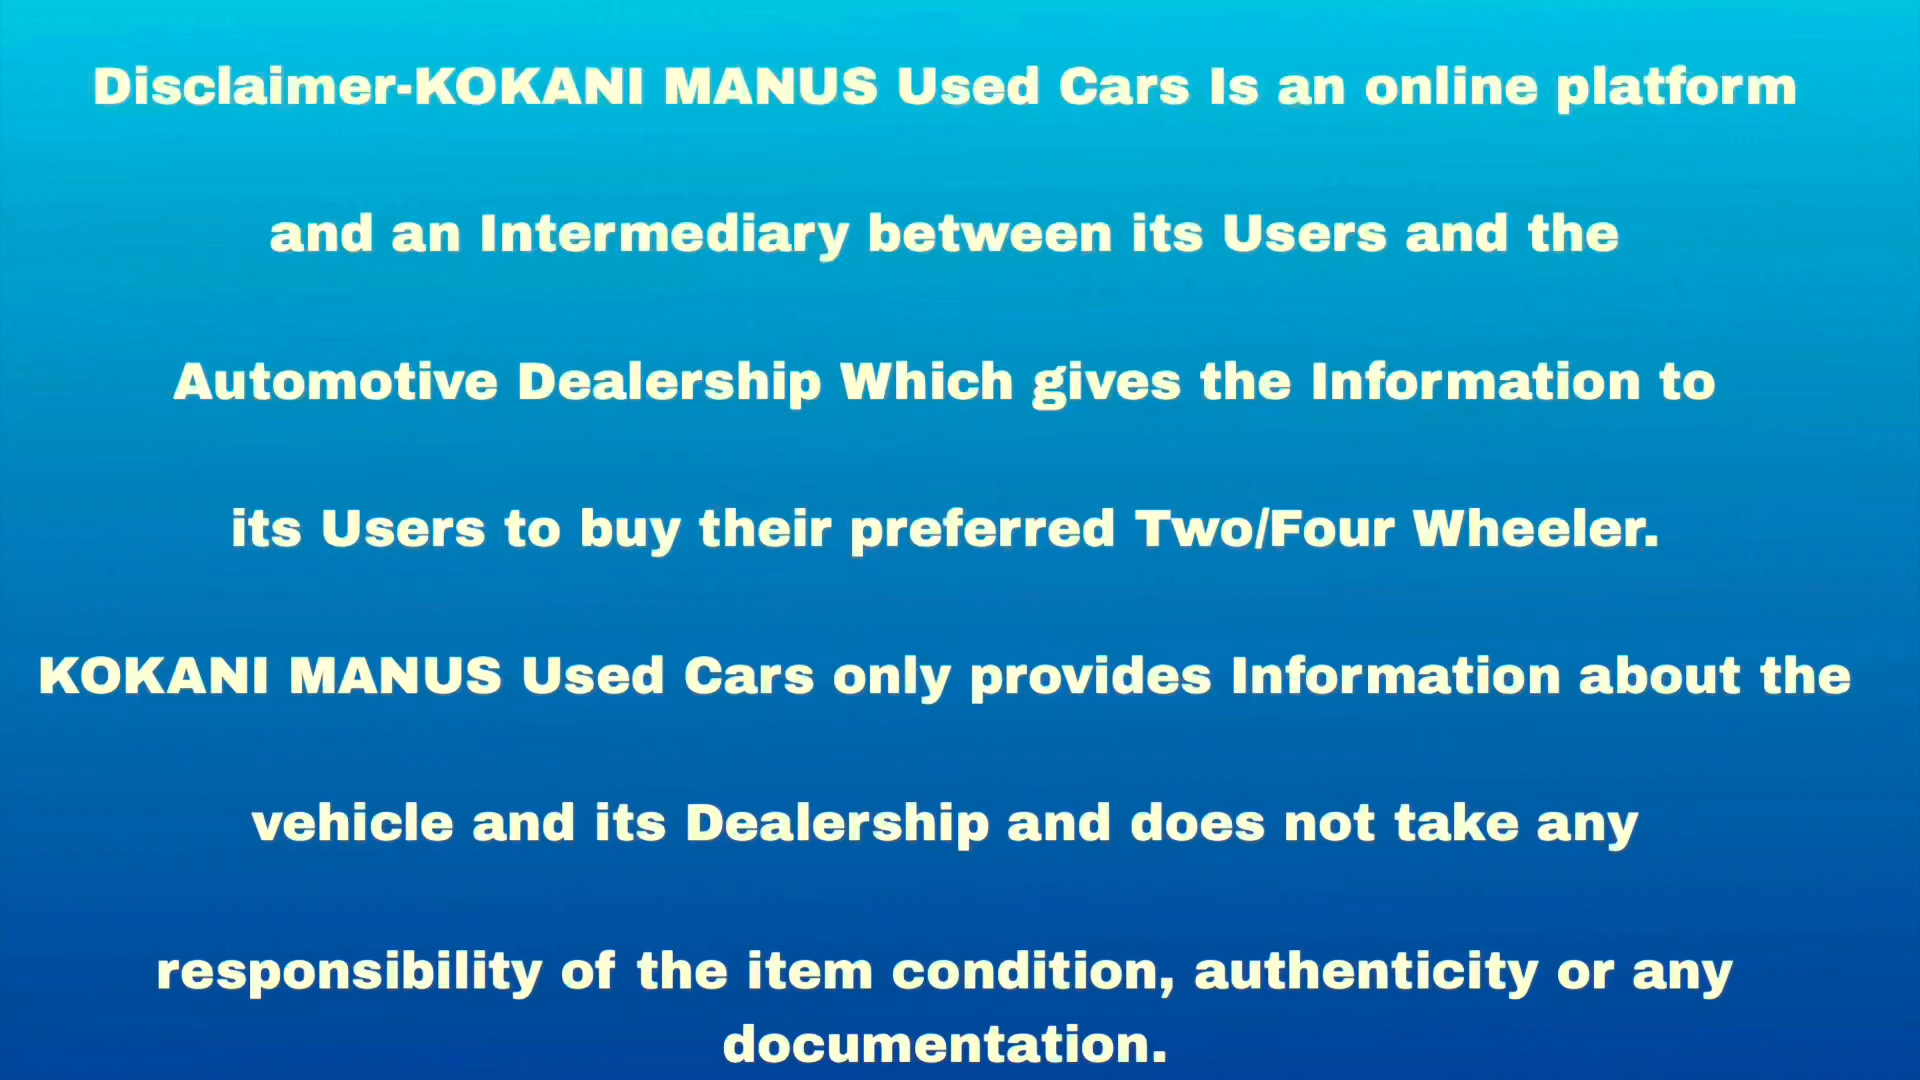 Disclaimer-KOKANI MANUS Used Cars Is an online platform
and an Intermediary between its Users and the
Automotive Dealership Which gives the Information to
its Users to buy their preferred Two/Four Wheeler.
KOKANI MANUS Used Cars only provides Information about the
vehicle and its Dealership and does not take any
responsibility of the item condition, authenticity or any
documentation.